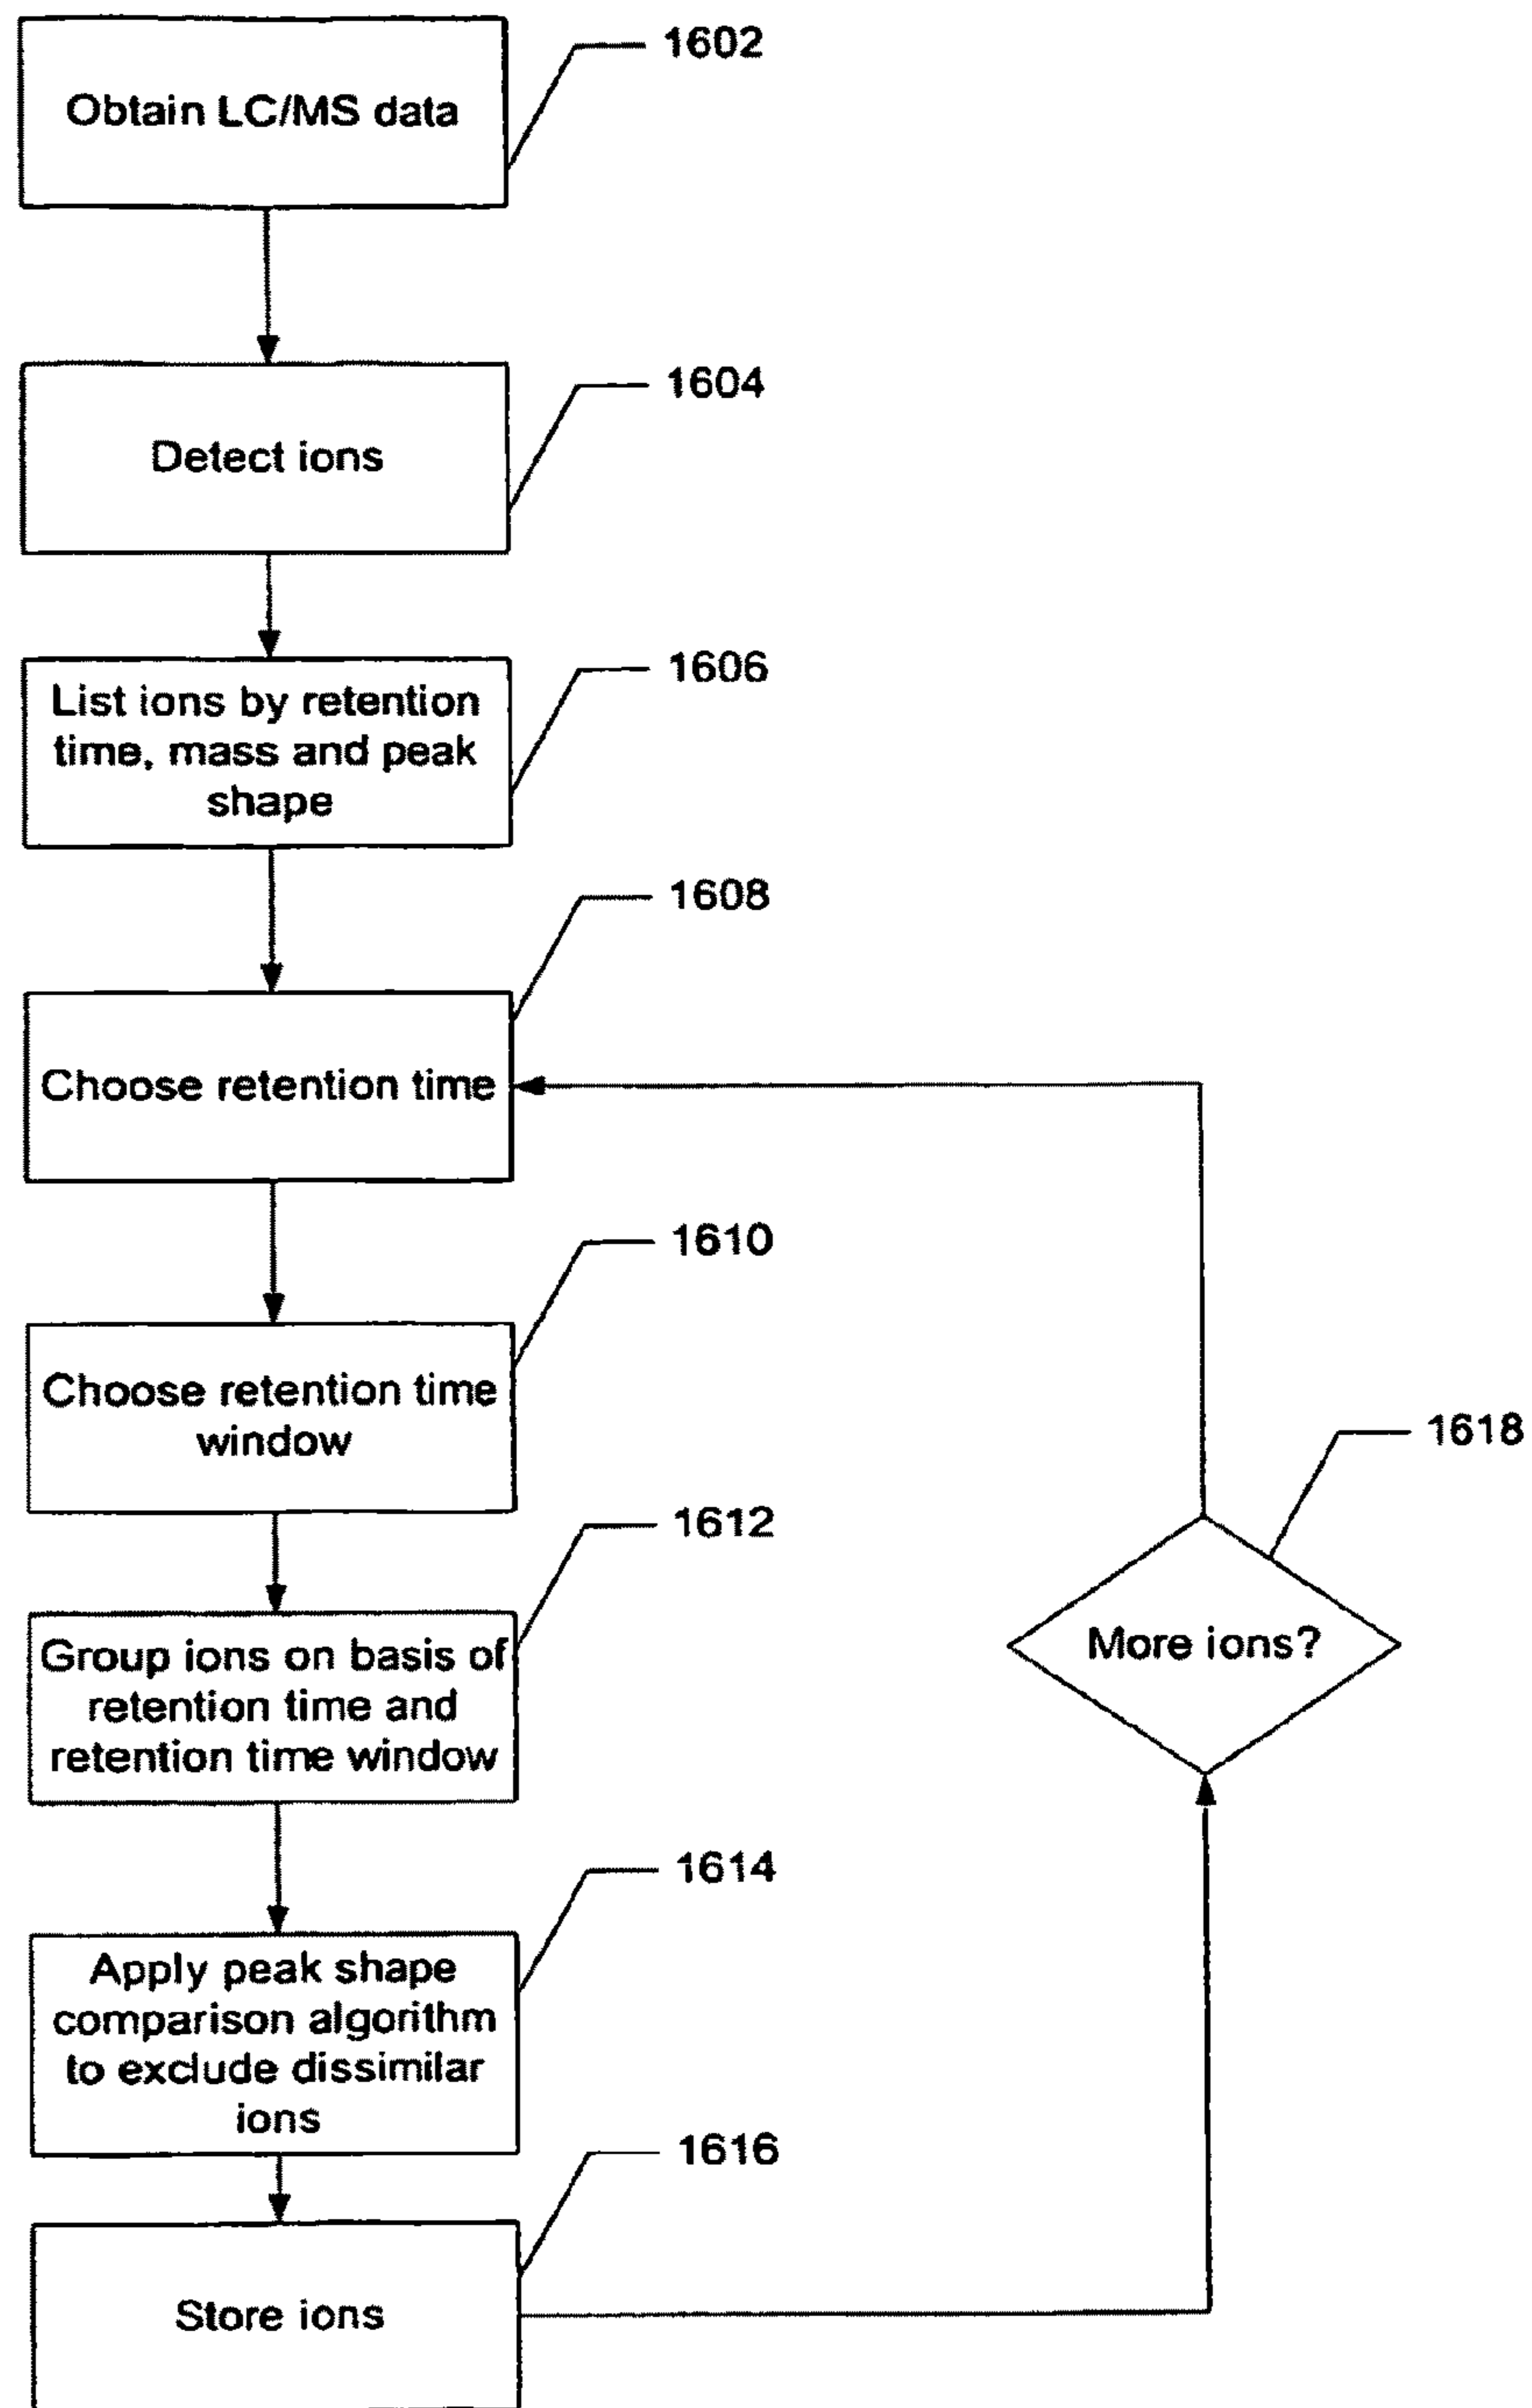 1602
Obtain LC/MS data
1604
Detect ions
1606
List ions by retention
time, mass and peak
shape
1608
Choose retention time
1610
Choose retention time
window
1618
1612
More ions?
Group ions on basis of
retention time and
retention time window
1614
Apply peak shape
comparison algorithm
to exclude dissimilar
ions
1616
Store ions